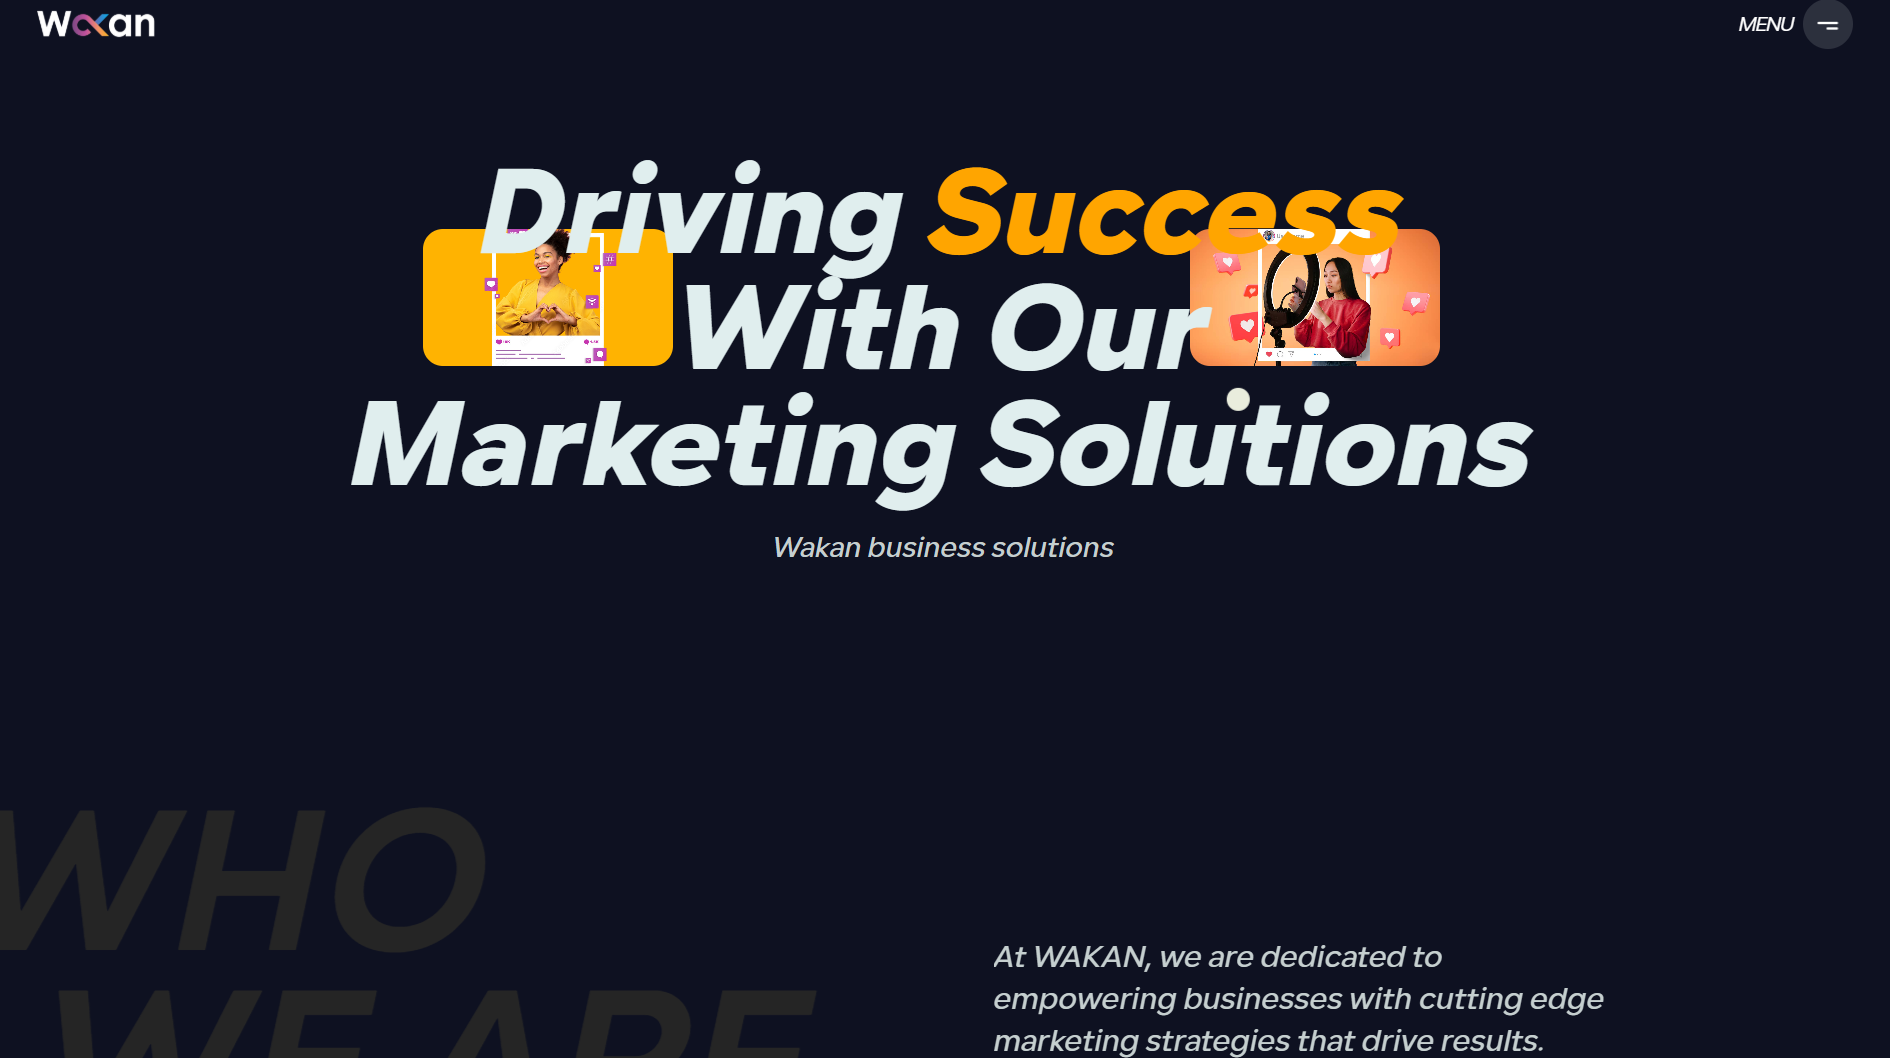 Wakan
MENU
Driving Success
With Our
Marketing Solutions
Wakan business solutions
WHO
WE ARE
At WAKAN, we are dedicated to
empowering businesses with cutting edge
marketing strategies that drive results.